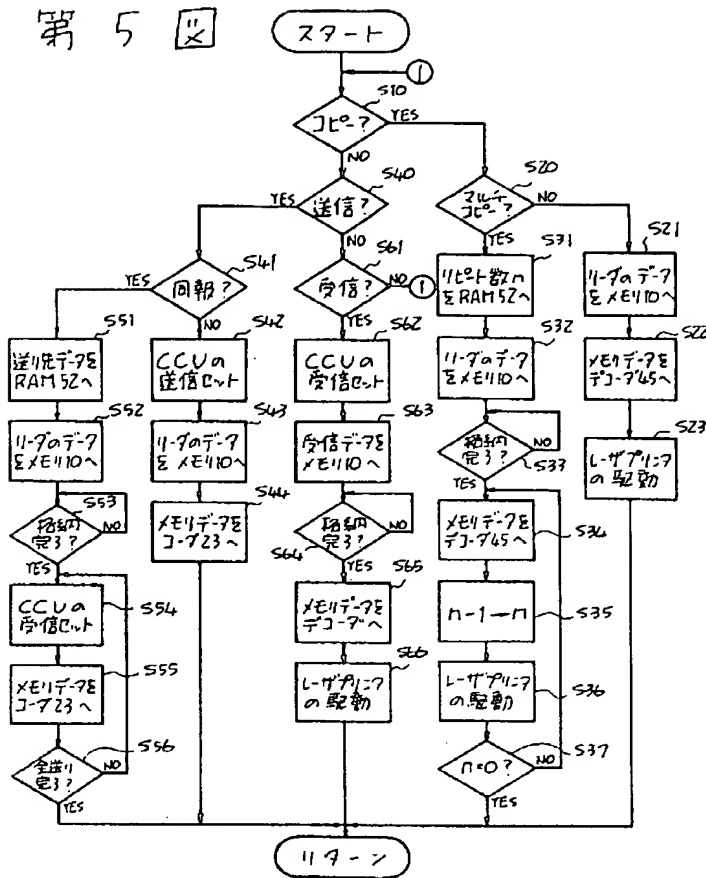 第5図
スタート
①
S10
コピー?
YES
NO
S40
送信?
YES
NO
S20
マルチ
コピー?
NO
YES
S41
同報?
YES
NO
S61
受信?
NO
①
YES
S31
リピート数n
をRAM52へ
S21
リーダのデータ
をメモリ10へ
S51
送り先データを
RAM52へ
S42
CCUの
送信セット
S62
CCUの
受信セット
S32
リーダのデータ
をメモリ10へ
S22
メモリデータを
デコーダ45へ
S52
リーダのデータ
をメモリ10へ
S43
リーダのデータ
をメモリ10へ
S63
受信データを
メモリ10へ
格納
完了?
NO
S33
YES
S23
レーザプリンタ
の駆動
S53
格納
完了?
NO
YES
S44
メモリデータを
コーダ23へ
格納
完了?
NO
S64
YES
メモリデータを
デコーダ45へ
S34
S54
CCUの
受信セット
S65
メモリデータを
デコーダへ
n-1→n
S35
S55
メモリデータを
コーダ23へ
S66
レーザプリンタ
の駆動
レーザプリンタ
の駆動
S36
S56
全送り
完了?
NO
YES
n=0?
S37
NO
YES
リターン